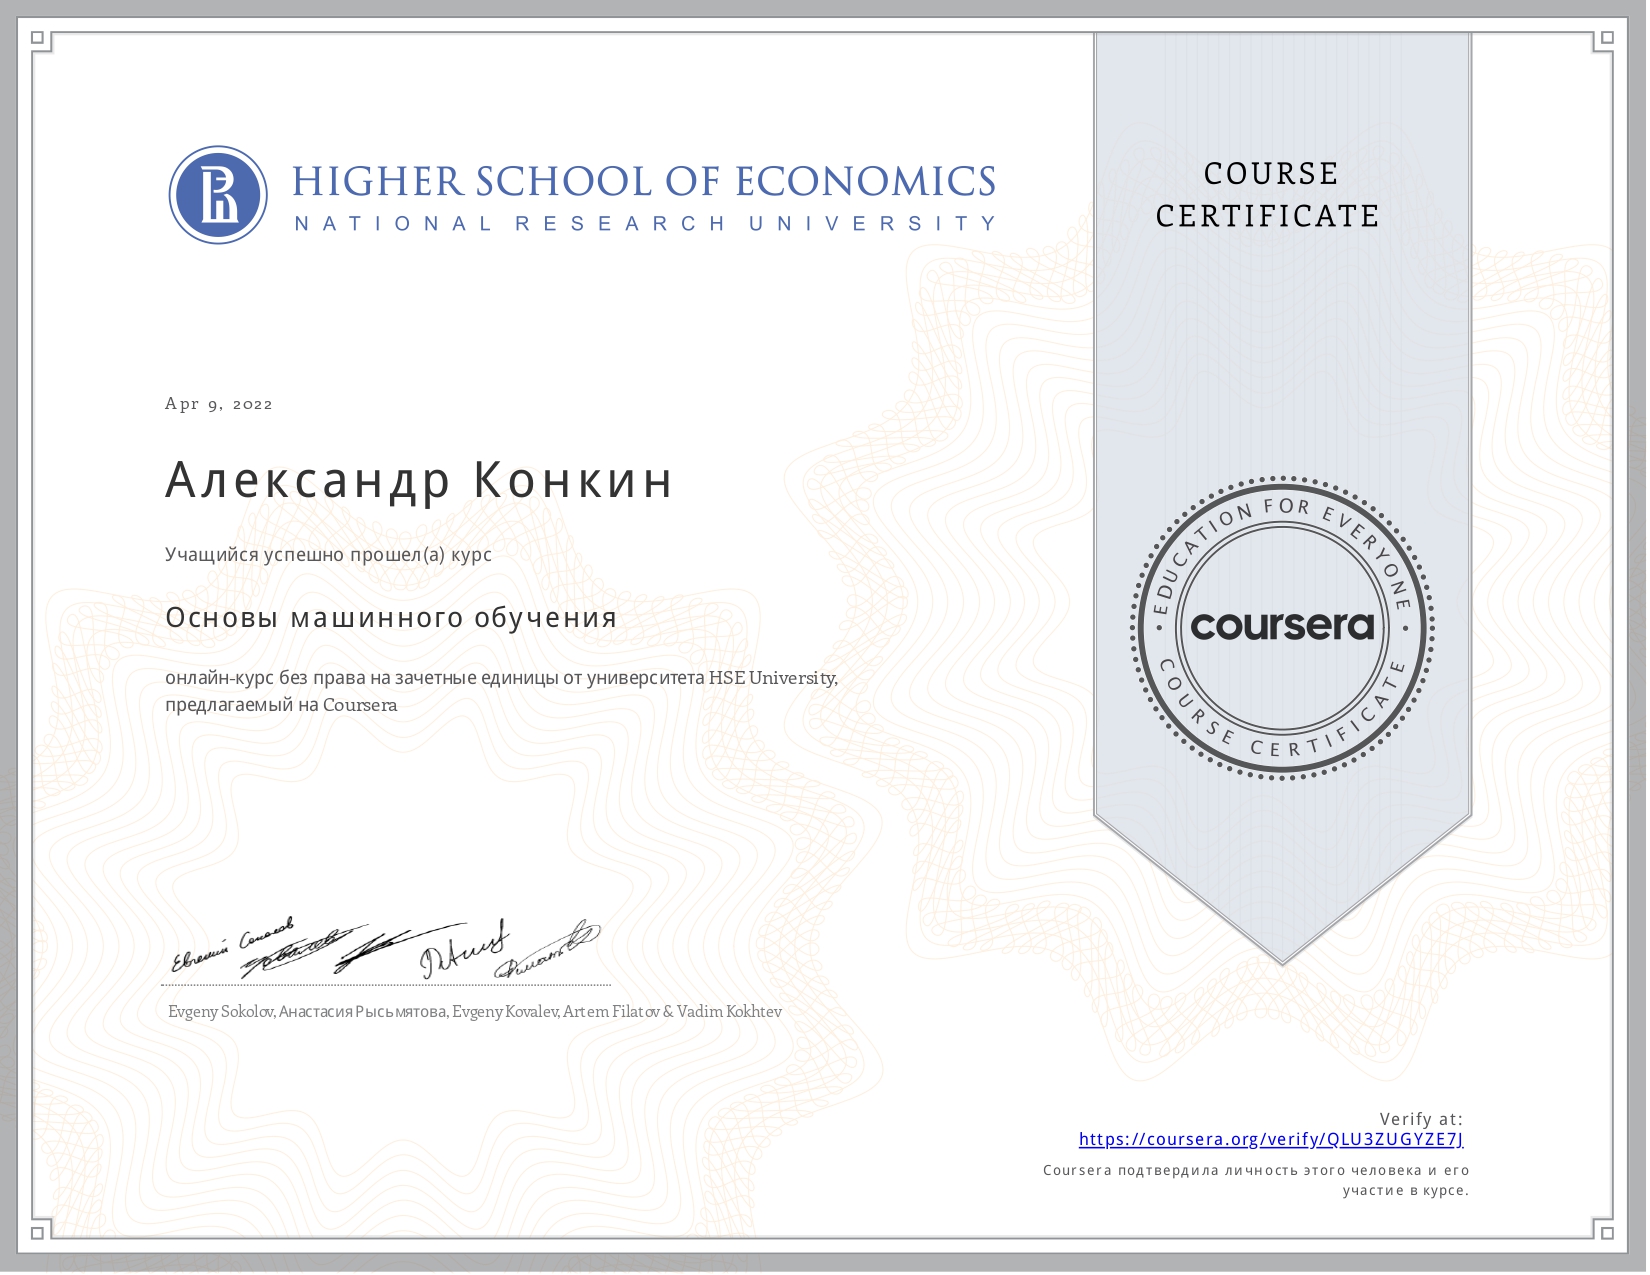 HIGHER SCHOOL OF ECONOMICS
NATIONAL RESEARCH UNIVERSITY
COURSE
CERTIFICATE
Apr 9, 2022
Александр Конкин
Учащийся успешно прошел(а) курс
Основы машинного обучения
онлайн-курс без права на зачетные единицы от университета HSE University,
предлагаемый на Coursera
EDUCATION FOR EVERYONE
coursera
COURSE CERTIFICATE
Евгений Соколов
Evgeny Sokolov, Анастасия Рысьмятова, Evgeny Kovalev, Artem Filatov & Vadim Kokhtev
Verify at:
https://coursera.org/verify/QLU3ZUGYZE7J
Coursera подтвердила личность этого человека и его
участие в курсе.